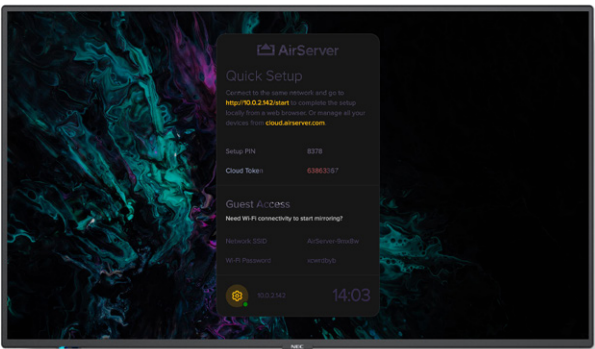 AirServer
Quick Setup
Connect to the same network and go to
http://10.0.2.142/start to complete the setup
locally from a web browser. Or manage all your
devices from cloud.airserver.com.
Setup PIN 8378
Cloud Token 63863387
Guest Access
Need Wi-Fi connectivity to start mirroring?
Network SSID
Wi-Fi Password
10.0.2.142 14:03
NEC